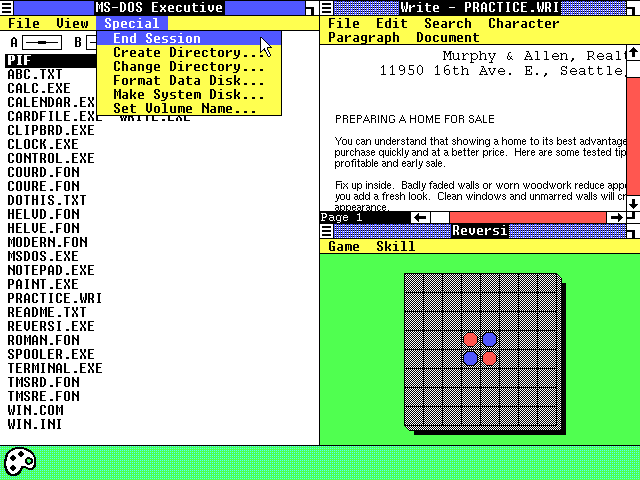 MS-DOS Executive
File View Special
A B
End Session
Create Directory...
Change Directory...
Format Data Disk...
Make System Disk...
Set Volume Name...
PIF
ABC.TXT
CALC.EXE
CALENDAR.EXE
CARDFILE.EXE WRITE.EXE
CLIPBRD.EXE
CLOCK.EXE
CONTROL.EXE
COURD.FON
COURE.FON
DOTHIS.TXT
HELVD.FON
HELVE.FON
MODERN.FON
MSDOS.EXE
NOTEPAD.EXE
PAINT.EXE
PRACTICE.WRI
README.TXT
REVERSI.EXE
ROMAN.FON
SPOOLER.EXE
TERMINAL.EXE
TMSRD.FON
TMSRE.FON
WIN.COM
WIN.INI
Write - PRACTICE.WRI
File Edit Search Character
Paragraph Document
Murphy & Allen, Realt
11950 16th Ave. E., Seattle,
PREPARING A HOME FOR SALE
You can understand that showing a home to its best advantage
purchase quickly and at a better price. Here are some tested tip
profitable and early sale.
Fix up inside. Badly faded walls or worn woodwork reduce appe
you add a fresh look. Clean windows and unmarred walls will cr
appearance.
Page 1
Reversi
Game Skill